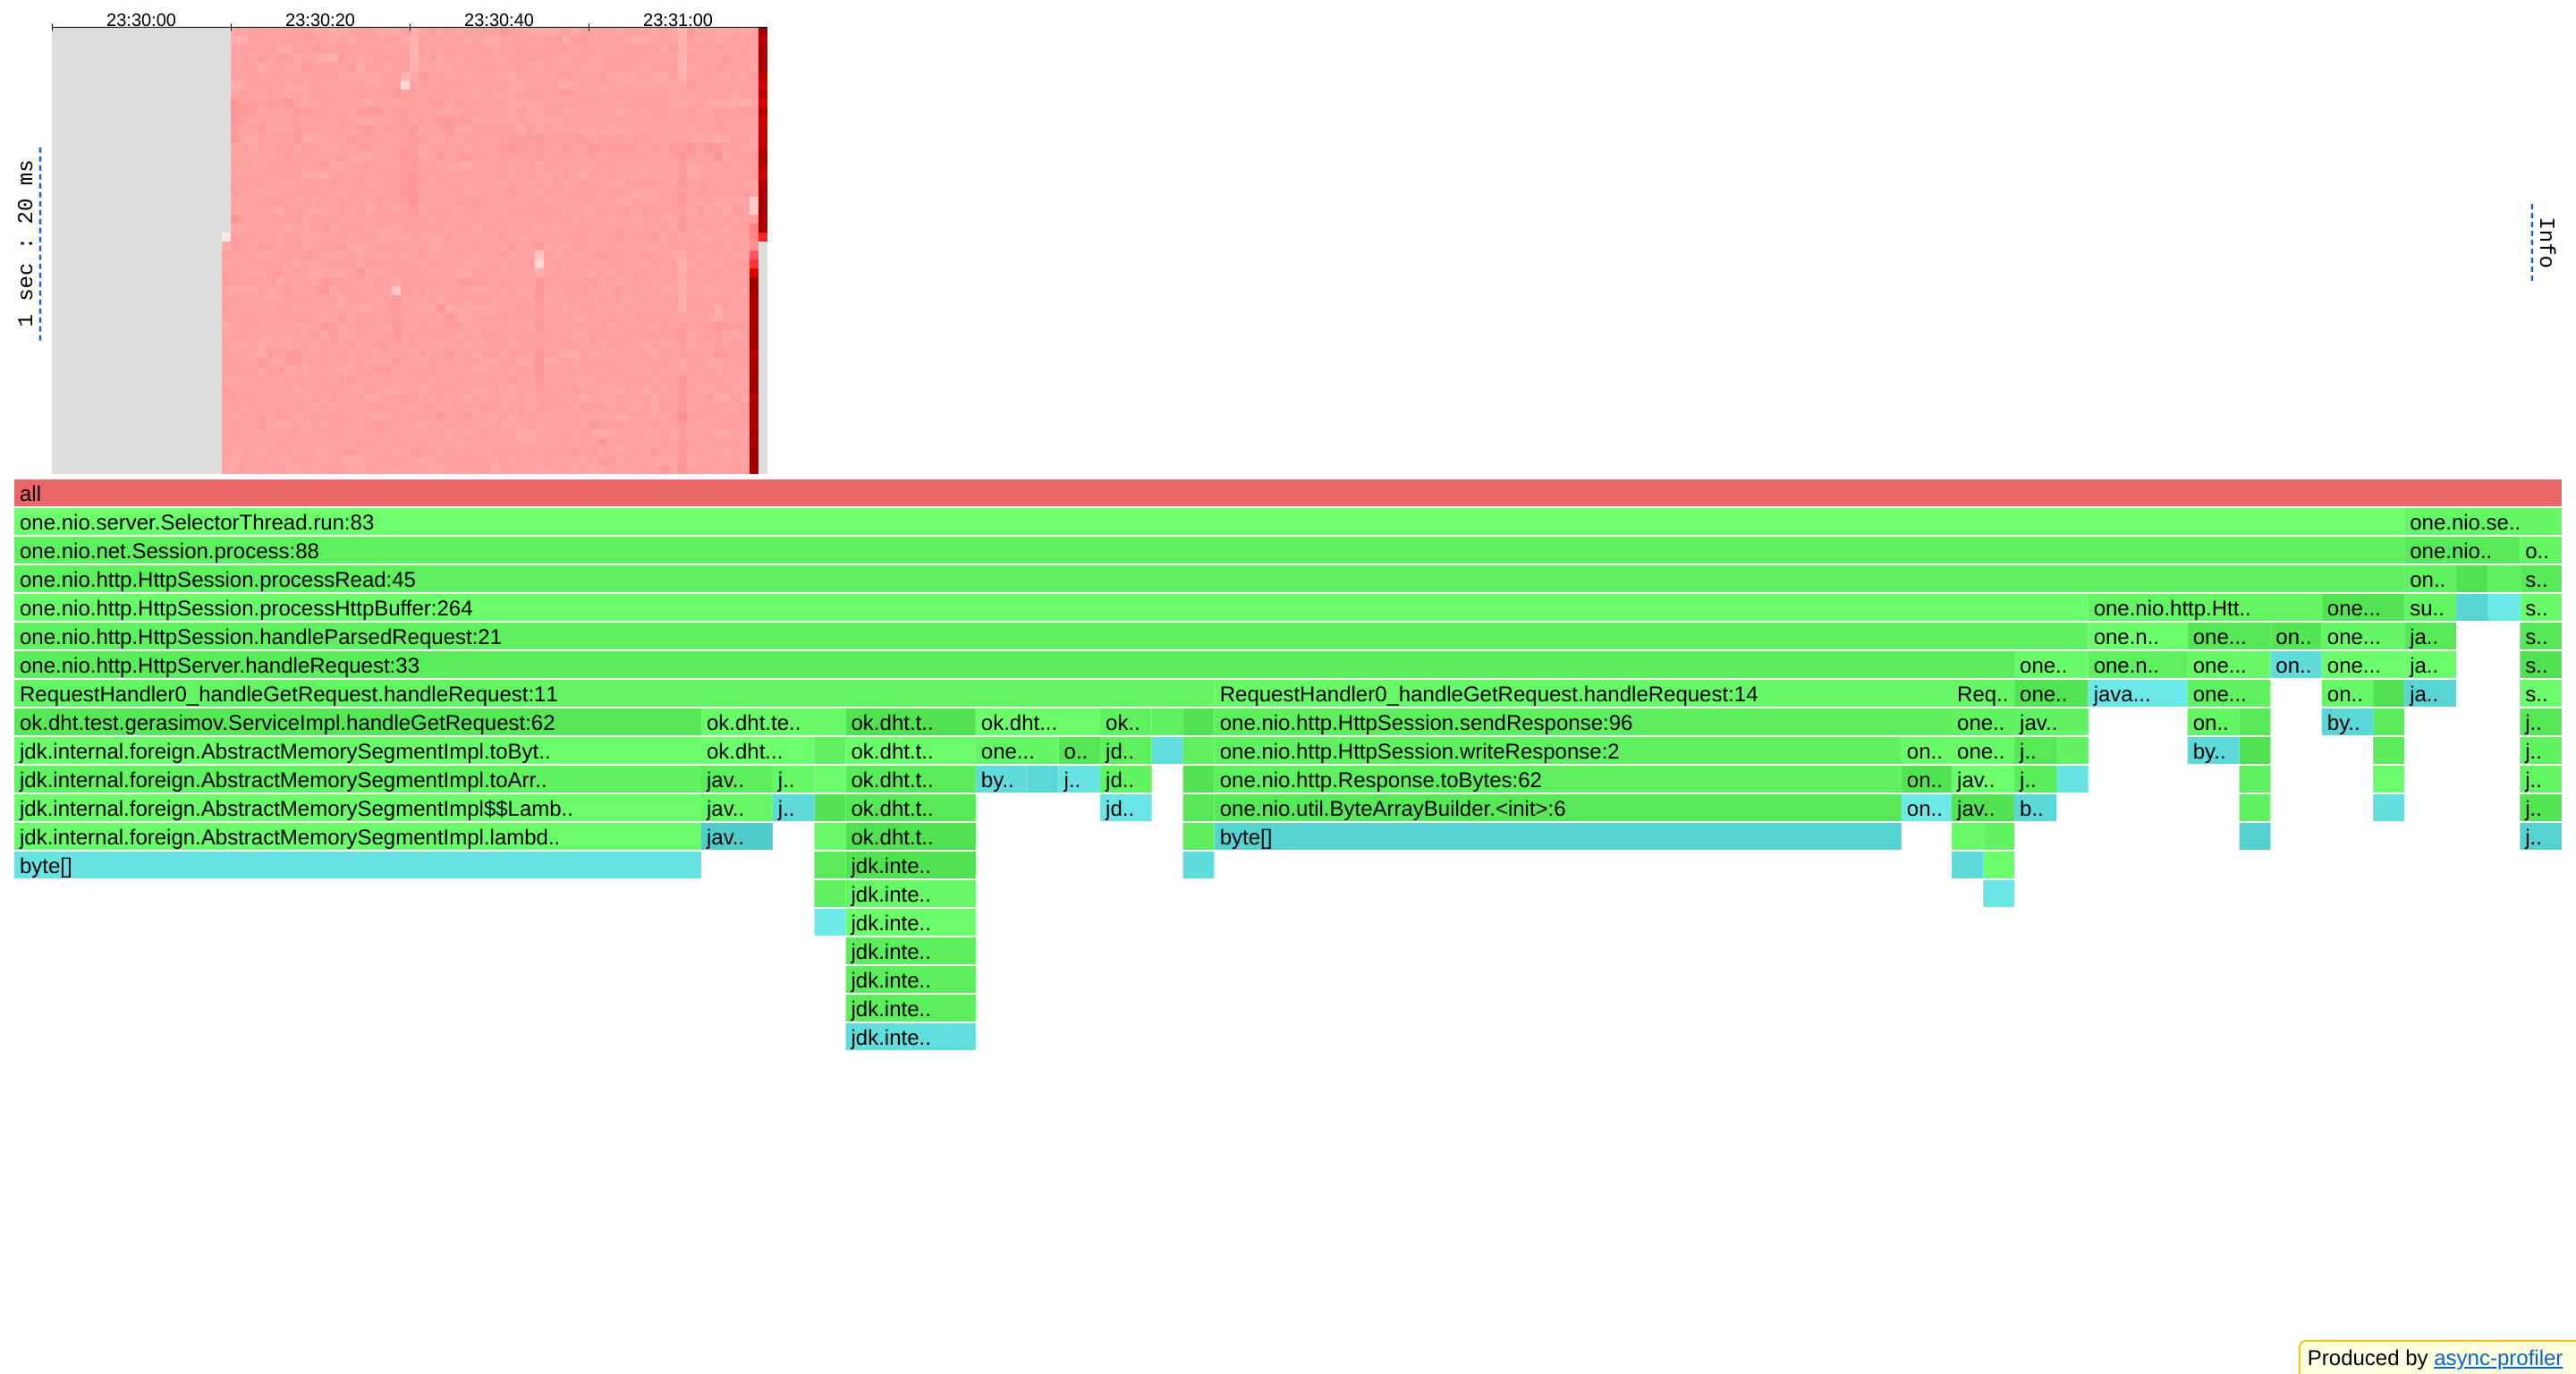 23:30:00 23:30:20 23:30:40 23:31:00
1 sec : 20 ms
Info
all
one.nio.server.SelectorThread.run:83 one.nio.se..
one.nio.net.Session.process:88 one.nio.. o..
one.nio.http.HttpSession.processRead:45 on.. s..
one.nio.http.HttpSession.processHttpBuffer:264 one.nio.http.Htt.. one... su.. s..
one.nio.http.HttpSession.handleParsedRequest:21 one.n.. one... on.. one... ja.. s..
one.nio.http.HttpServer.handleRequest:33 one.. one.n.. one... on.. one... ja.. s..
RequestHandler0_handleGetRequest.handleRequest:11 RequestHandler0_handleGetRequest.handleRequest:14 Req.. one.. java... one... on.. ja.. s..
ok.dht.test.gerasimov.ServiceImpl.handleGetRequest:62 ok.dht.te.. ok.dht.t.. ok.dht... ok.. one.nio.http.HttpSession.sendResponse:96 one.. jav.. on.. by.. j..
jdk.internal.foreign.AbstractMemorySegmentImpl.toByt.. ok.dht... ok.dht.t.. one... o.. jd.. one.nio.http.HttpSession.writeResponse:2 on.. one.. j.. by.. j..
jdk.internal.foreign.AbstractMemorySegmentImpl.toArr.. jav.. j.. ok.dht.t.. by.. j.. jd.. one.nio.http.Response.toBytes:62 on.. jav.. j.. j..
jdk.internal.foreign.AbstractMemorySegmentImpl$$Lamb.. jav.. j.. ok.dht.t.. jd.. one.nio.util.ByteArrayBuilder.<init>:6 on.. jav.. b.. j..
jdk.internal.foreign.AbstractMemorySegmentImpl.lambd.. jav.. ok.dht.t.. byte[] j..
byte[] jdk.inte..
jdk.inte..
jdk.inte..
jdk.inte..
jdk.inte..
jdk.inte..
jdk.inte..
Produced by async-profiler